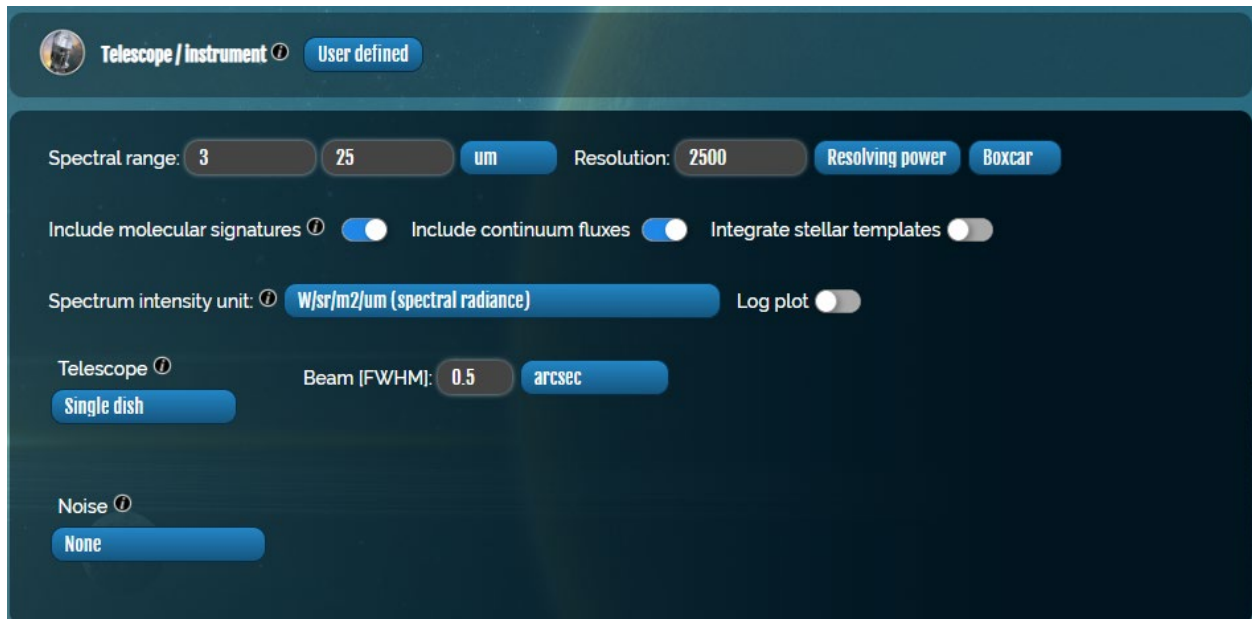 Telescope / instrument i User defined
Spectral range: 3 25 um Resolution: 2500 Resolving power Boxcar
Include molecular signatures i Include continuum fluxes Integrate stellar templates
Spectrum intensity unit: i W/sr/m2/um (spectral radiance) Log plot
Telescope i Beam [FWHM]: 0.5 arcsec
Single dish
Noise i
None